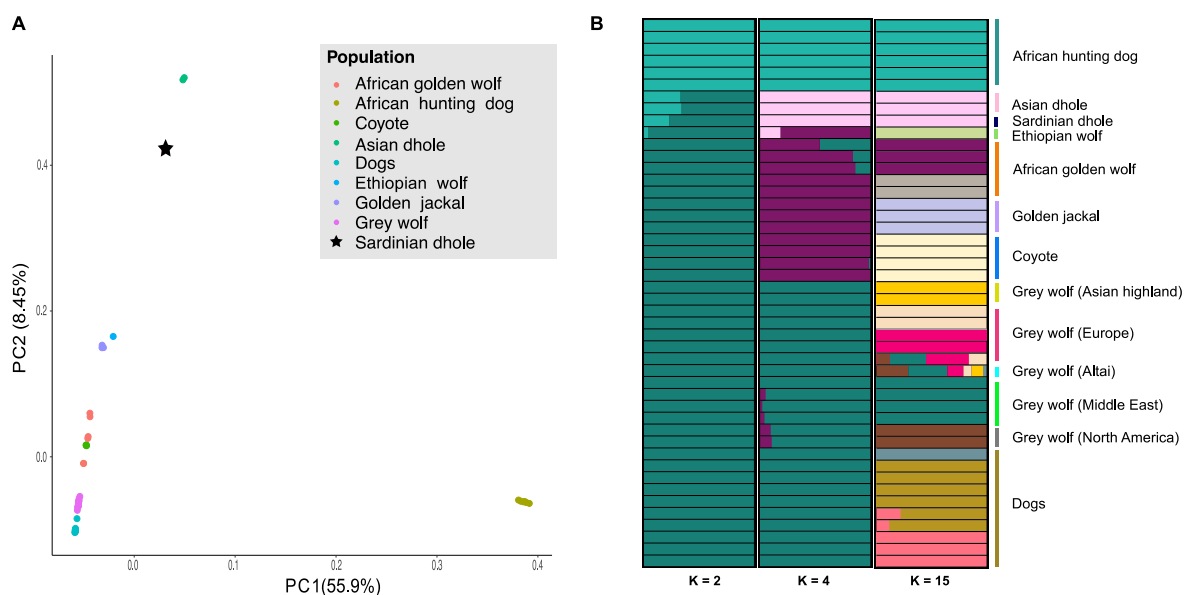 A
Population
African golden wolf
African hunting dog
Coyote
Asian dhole
Dogs
Ethiopian wolf
Golden jackal
Grey wolf
Sardinian dhole
PC2 (8.45%)
0.4
0.2
0.0
0.0
0.1
0.2
0.3
0.4
PC1(55.9%)
B
African hunting dog
Asian dhole
Sardinian dhole
Ethiopian wolf
African golden wolf
Golden jackal
Coyote
Grey wolf (Asian highland)
Grey wolf (Europe)
Grey wolf (Altai)
Grey wolf (Middle East)
Grey wolf (North America)
Dogs
K = 2
K = 4
K = 15